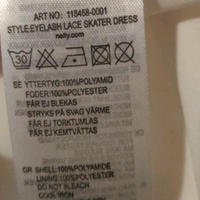 ART - NO: 118458-0001
STYLE:EYELASH LACE SKATER DRESS
nelly.com
30
SE YTTERTYG:100%POLYAMID
FODER:100%POLYESTER
FÅR EJ BLEKAS
STRYKS PÅ SVAG VÄRME
FÅR EJ TORKTUMLAS
FÅR EJ KEMTVÄTTAS
GR SHELL:100%POLYAMIDE
LINING:100%POLYESTER
DO NOT BLEACH
COOL IRON